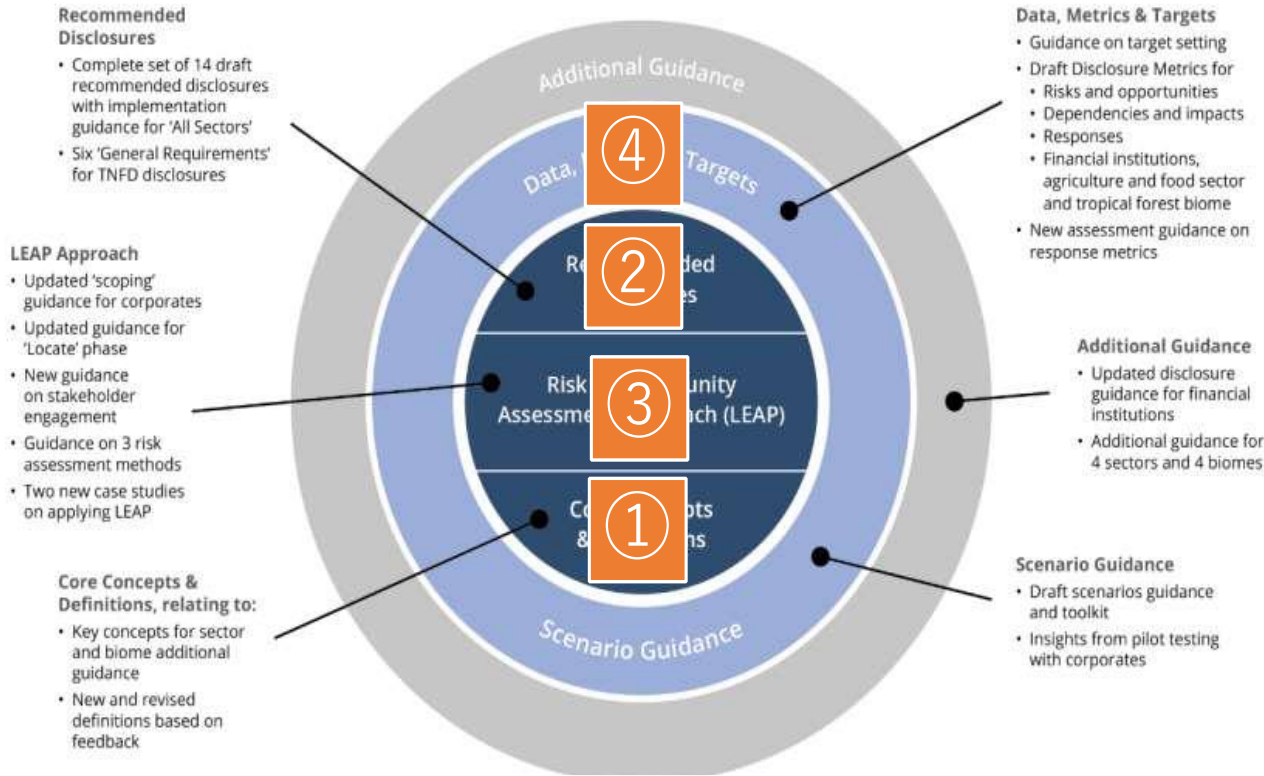 Recommended
Disclosures
• Complete set of 14 draft
recommended disclosures
with implementation
guidance for ‘All Sectors’
• Six ‘General Requirements’
for TNFD disclosures
LEAP Approach
• Updated ‘scoping’
guidance for corporates
• Updated guidance for
‘Locate’ phase
• New guidance
on stakeholder
engagement
• Guidance on 3 risk
assessment methods
• Two new case studies
on applying LEAP
Core Concepts &
Definitions, relating to:
• Key concepts for sector
and biome additional
guidance
• New and revised
definitions based on
feedback
Additional Guidance
Data, Targets
④
②
Risk
③
(LEAP)
①
&
Scenario Guidance
Data, Metrics & Targets
• Guidance on target setting
• Draft Disclosure Metrics for
• Risks and opportunities
• Dependencies and impacts
• Responses
• Financial institutions,
agriculture and food sector
and tropical forest biome
• New assessment guidance on
response metrics
Additional Guidance
• Updated disclosure
guidance for financial
institutions
• Additional guidance for
4 sectors and 4 biomes
Scenario Guidance
• Draft scenarios guidance
and toolkit
• Insights from pilot testing
with corporates